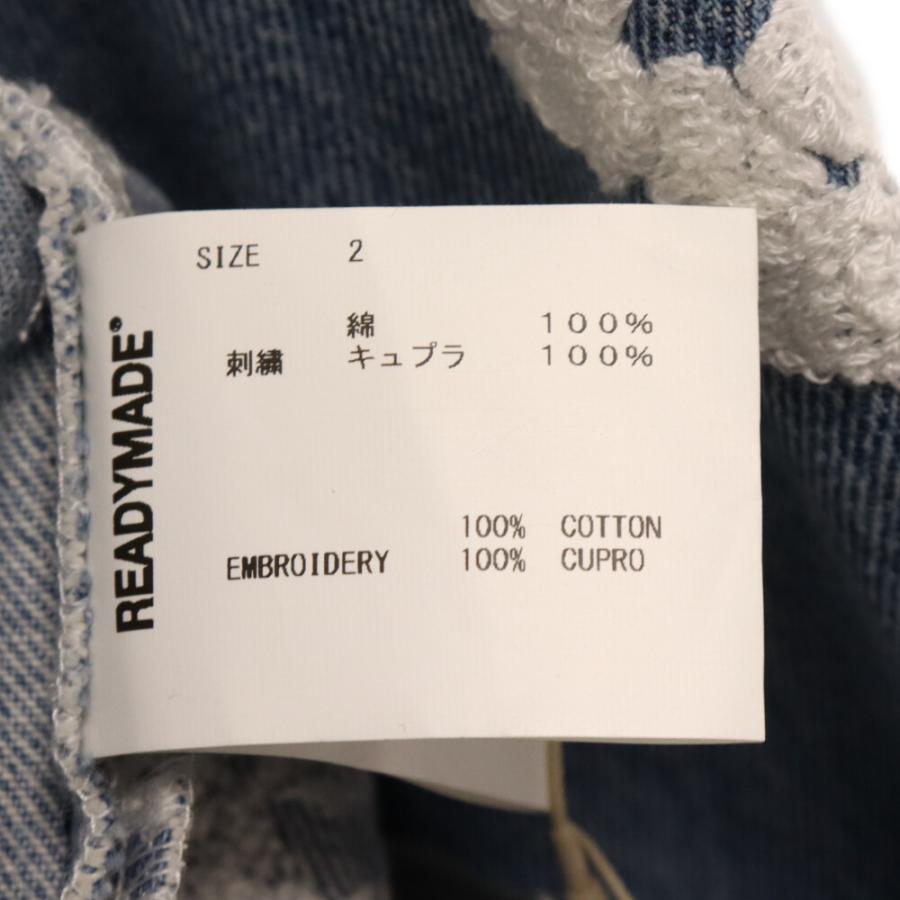 SIZE 2
綿 １００％
刺繍 キュプラ １００％
100% COTTON
EMBROIDERY 100% CUPRO
READYMADE®